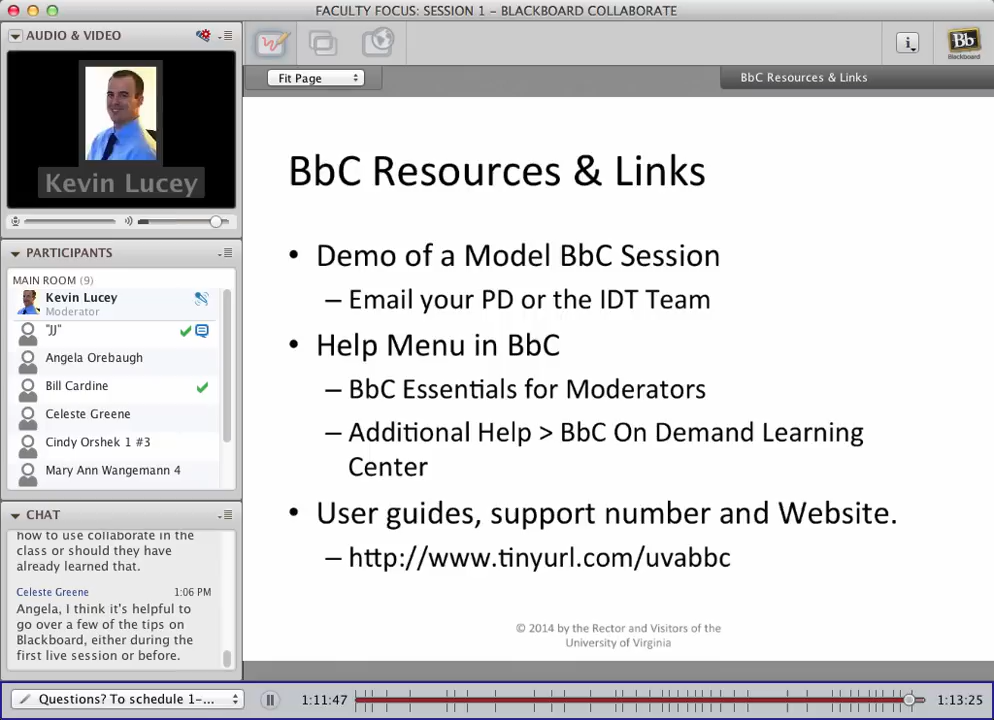 FACULTY FOCUS: SESSION 1 – BLACKBOARD COLLABORATE
AUDIO & VIDEO
Kevin Lucey
PARTICIPANTS
MAIN ROOM (9)
Kevin Lucey
Moderator
"JJ"
Angela Orebaugh
Bill Cardine
Celeste Greene
Cindy Orshek 1 #3
Mary Ann Wangemann 4
CHAT
how to use collaborate in the
class or should they have
already learned that.
Celeste Greene 1:06 PM
Angela, I think it's helpful to
go over a few of the tips on
Blackboard, either during the
first live session or before.
i
Bb
Blackboard
Fit Page
BbC Resources & Links
BbC Resources & Links
• Demo of a Model BbC Session
– Email your PD or the IDT Team
• Help Menu in BbC
– BbC Essentials for Moderators
– Additional Help > BbC On Demand Learning
Center
• User guides, support number and Website.
– http://www.tinyurl.com/uvabbc
© 2014 by the Rector and Visitors of the
University of Virginia
Questions? To schedule 1-...
1:11:47
1:13:25